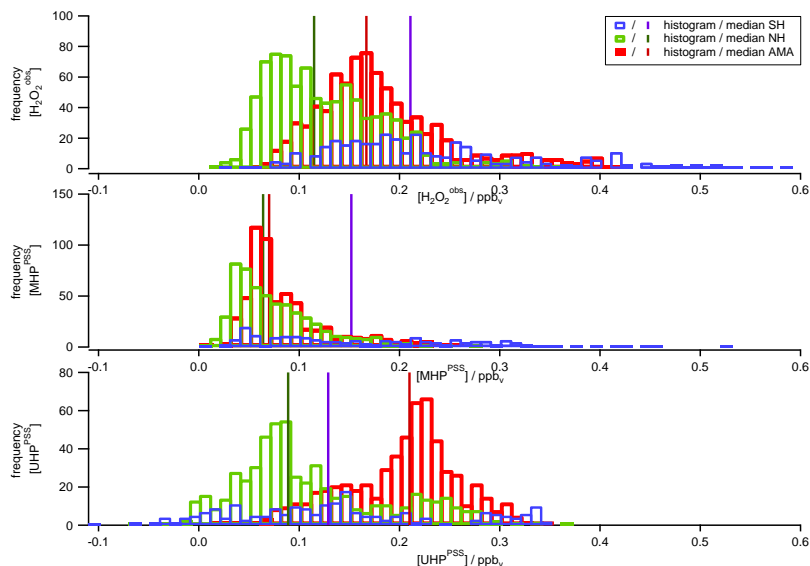 100
80
60
40
20
0
frequency
[H₂O₂ᵒᵇˢ]
/ histogram / median SH
/ histogram / median NH
/ histogram / median AMA
-0.1 0.0 0.1 0.2 0.3 0.4 0.5 0.6
[H₂O₂ᵒᵇˢ] / ppbᵥ
150
100
50
0
frequency
[MHPᴾˢˢ]
-0.1 0.0 0.1 0.2 0.3 0.4 0.5 0.6
[MHPᴾˢˢ] / ppbᵥ
80
60
40
20
0
frequency
[UHPᴾˢˢ]
-0.1 0.0 0.1 0.2 0.3 0.4 0.5 0.6
[UHPᴾˢˢ] / ppbᵥ